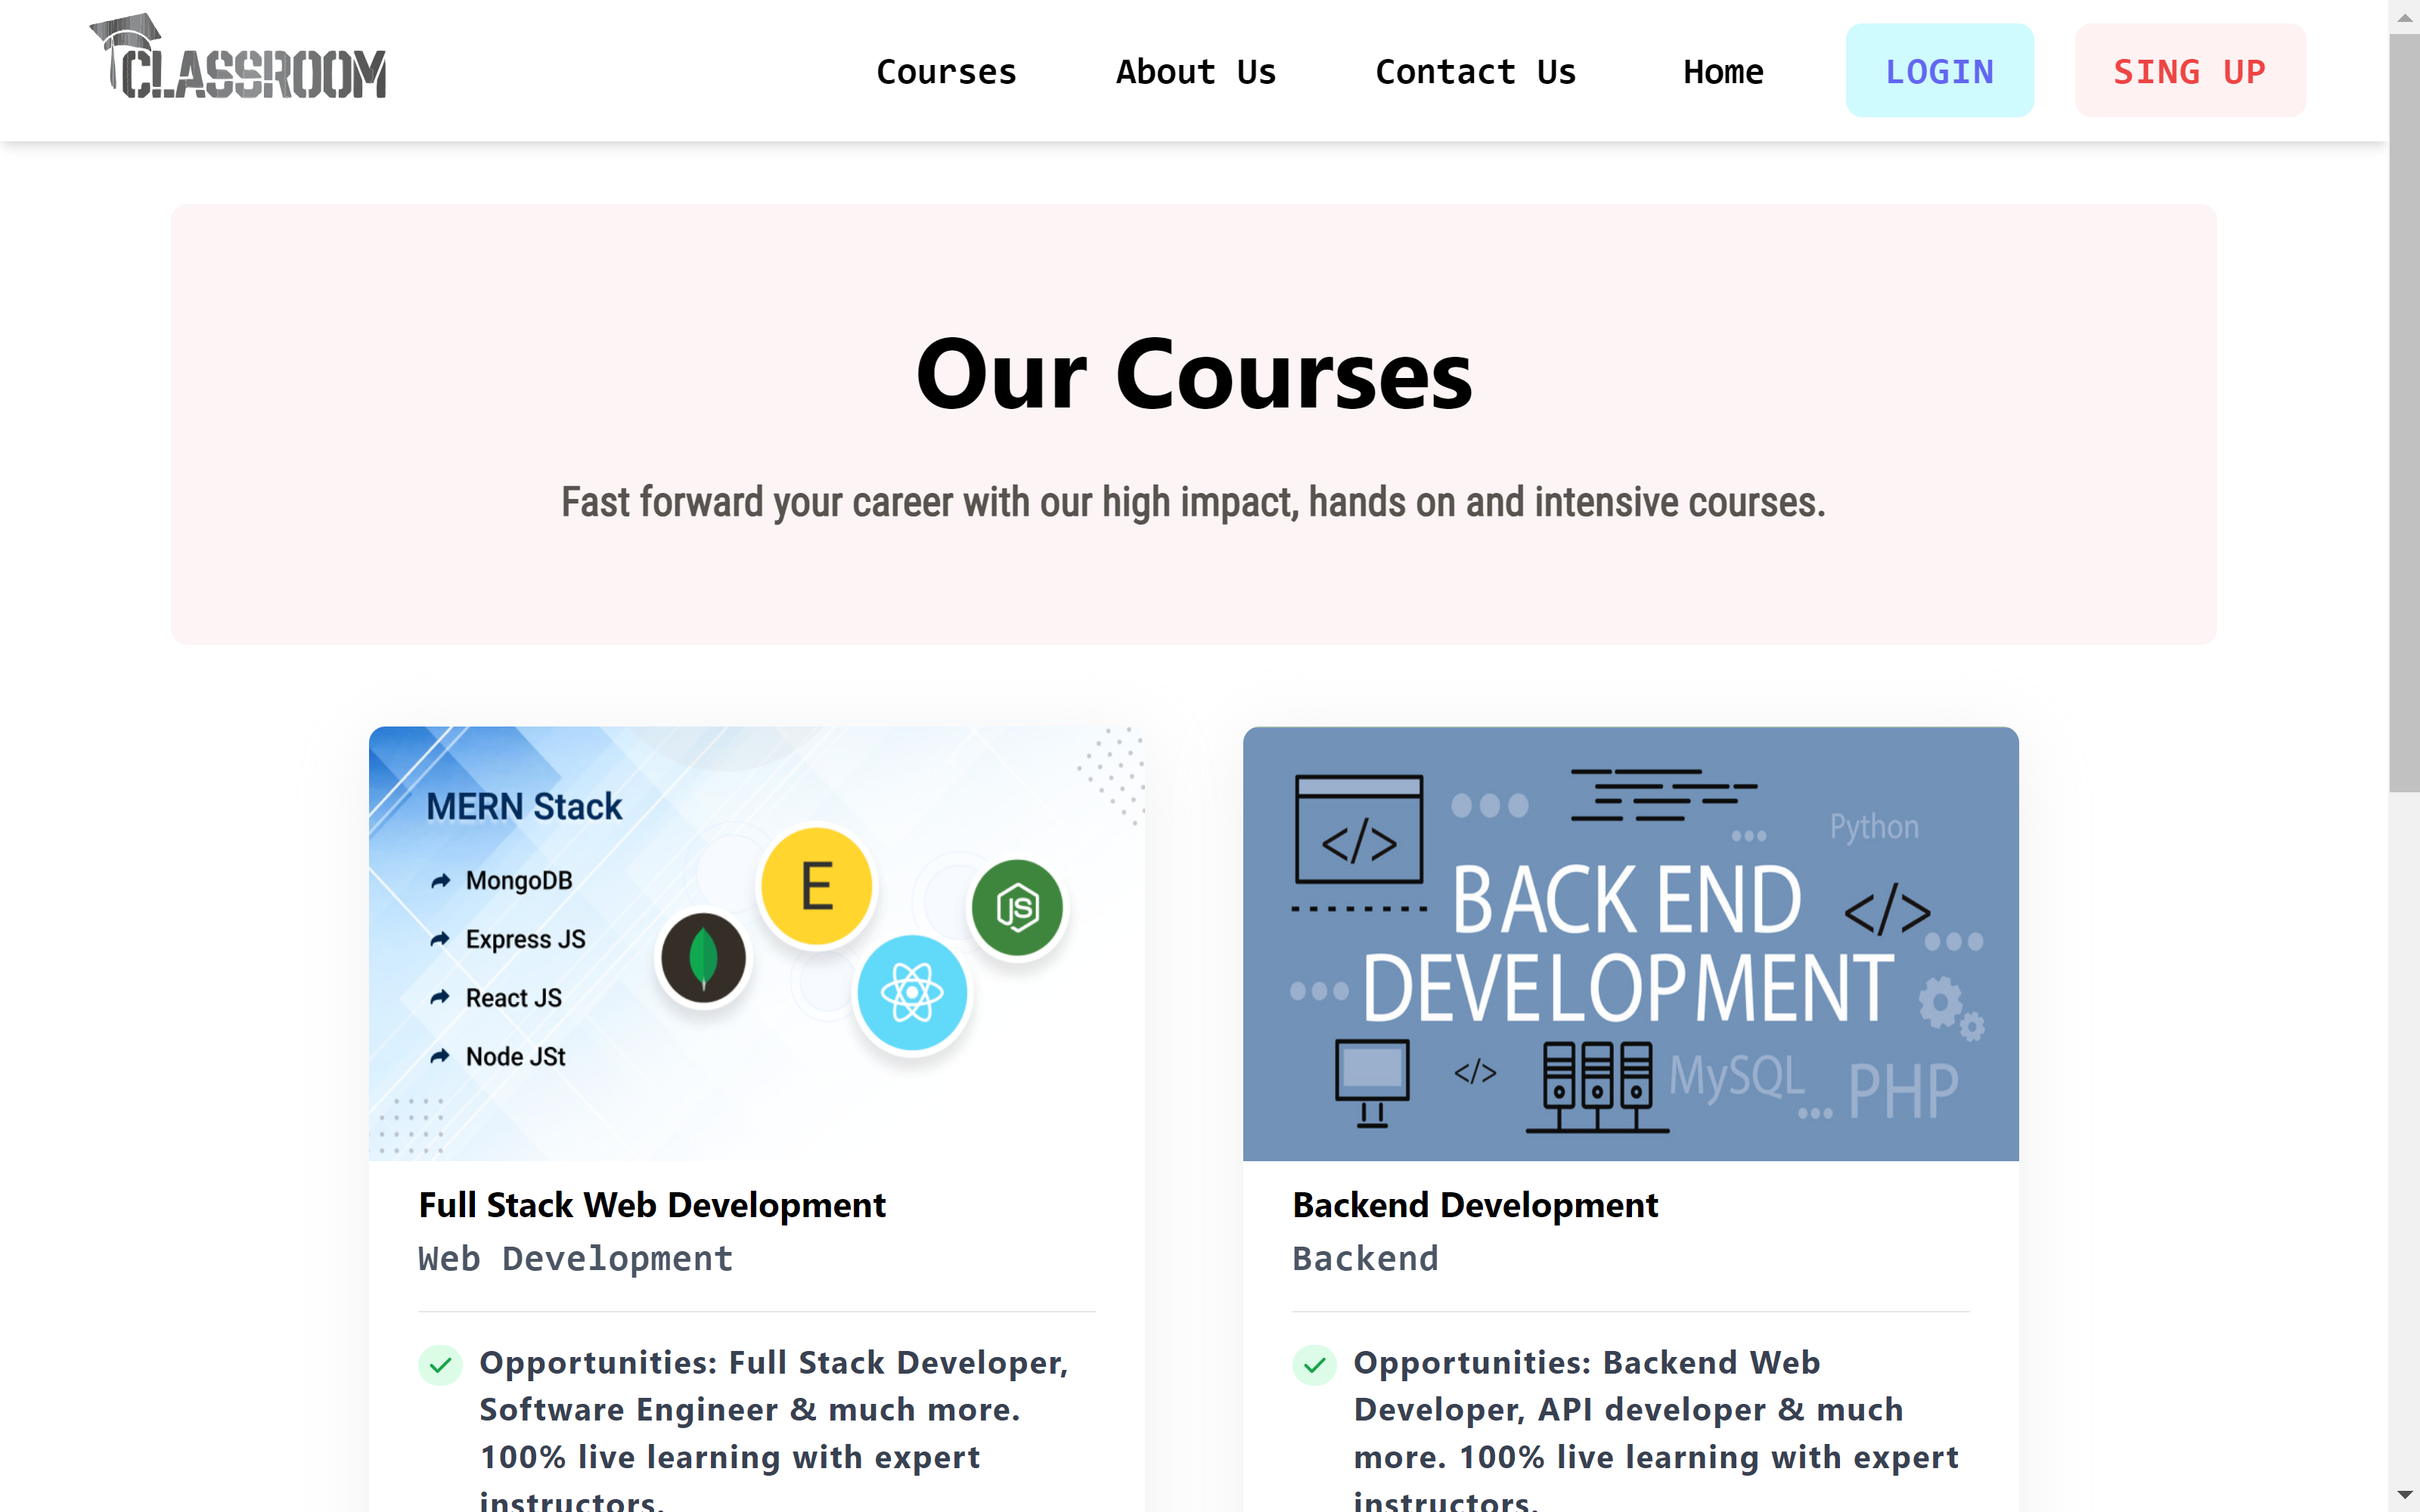 CLASSROOM
Courses
About Us
Contact Us
Home
LOGIN
SING UP
Our Courses
Fast forward your career with our high impact, hands on and intensive courses.
MERN Stack
MongoDB
Express JS
React JS
Node JSt
E
JS
Full Stack Web Development
Web Development
Opportunities: Full Stack Developer,
Software Engineer & much more.
100% live learning with expert
instructors.
</>
Python
BACK END
</>
DEVELOPMENT
</>
MySQL
PHP
Backend Development
Backend
Opportunities: Backend Web
Developer, API developer & much
more. 100% live learning with expert
instructors.